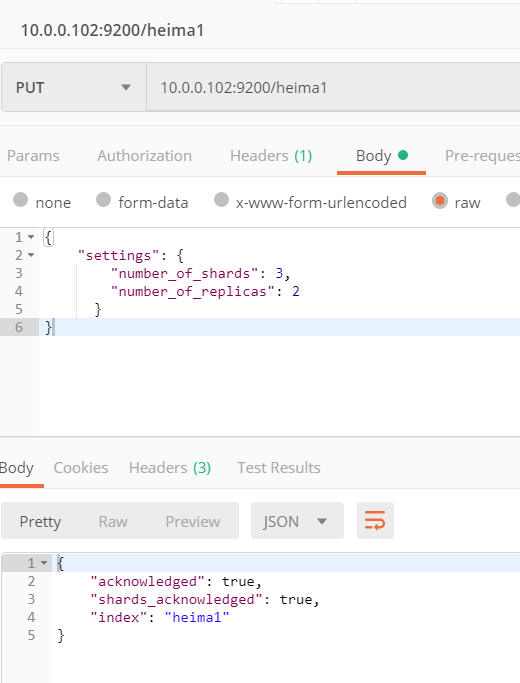 10.0.0.102:9200/heima1
PUT 10.0.0.102:9200/heima1
Params Authorization Headers (1) Body Pre-reques
none form-data x-www-form-urlencoded raw
1 {
2 "settings": {
3 "number_of_shards": 3,
4 "number_of_replicas": 2
5 }
6 }
Body Cookies Headers (3) Test Results
Pretty Raw Preview JSON
1 {
2 "acknowledged": true,
3 "shards_acknowledged": true,
4 "index": "heima1"
5 }